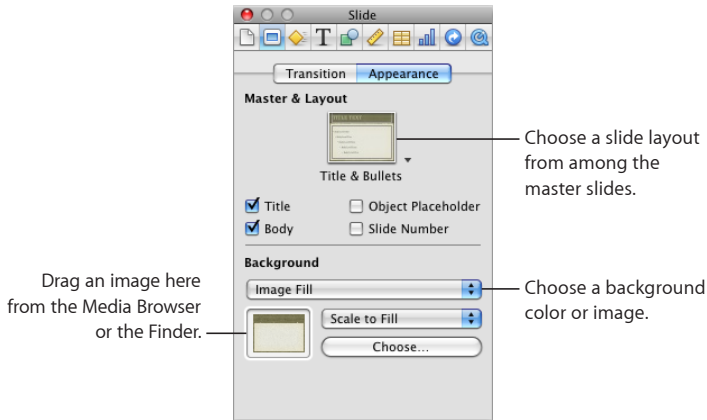 Slide
Transition Appearance
Master & Layout
Title & Bullets
Title Object Placeholder
Body Slide Number
Background
Image Fill
Scale to Fill
Choose...
Choose a slide layout
from among the
master slides.
Drag an image here
from the Media Browser
or the Finder.
Choose a background
color or image.